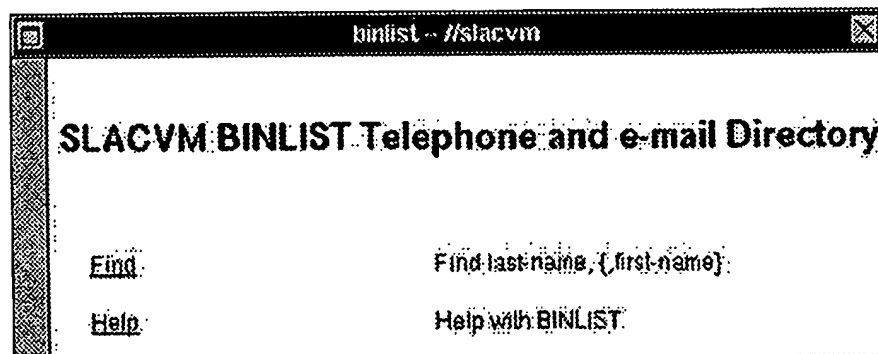 binlist -- //slacvm
SLACVM BINLIST Telephone and e-mail Directory
Find Find last-name, {,first-name}
Help Help with BINLIST